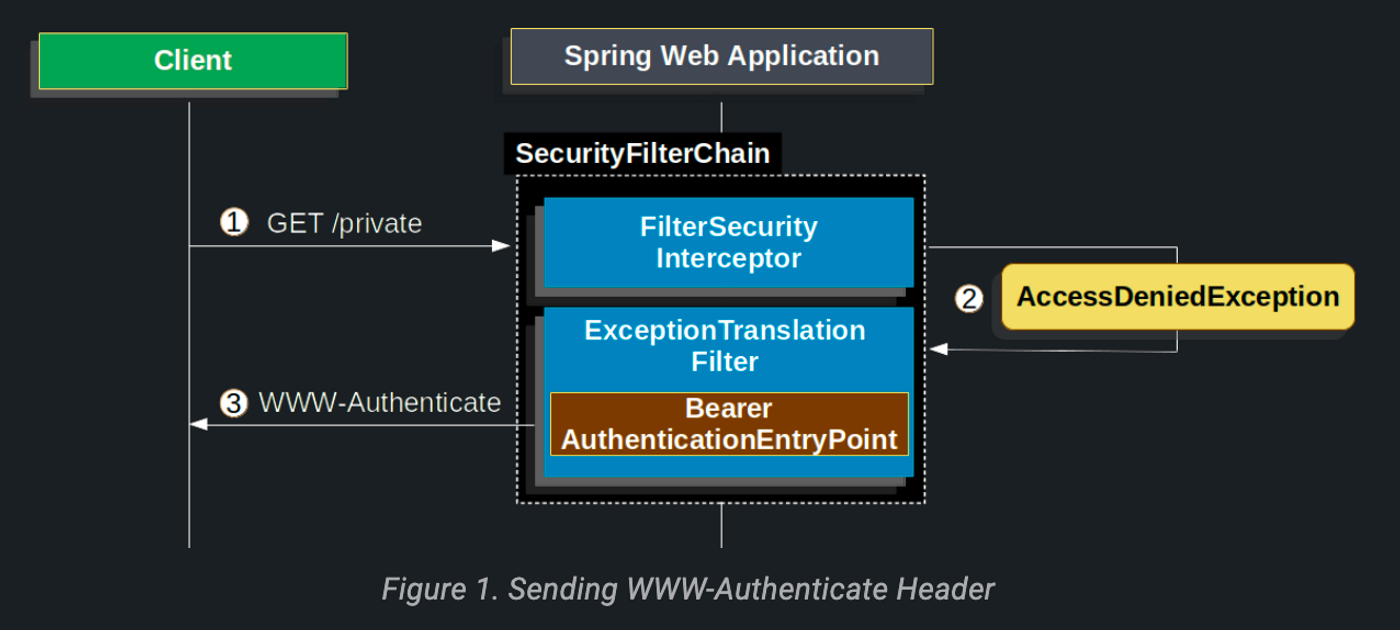 Client
Spring Web Application
SecurityFilterChain
1 GET /private
FilterSecurity
Interceptor
2 AccessDeniedException
ExceptionTranslation
Filter
3 WWW-Authenticate
Bearer
AuthenticationEntryPoint
Figure 1. Sending WWW-Authenticate Header